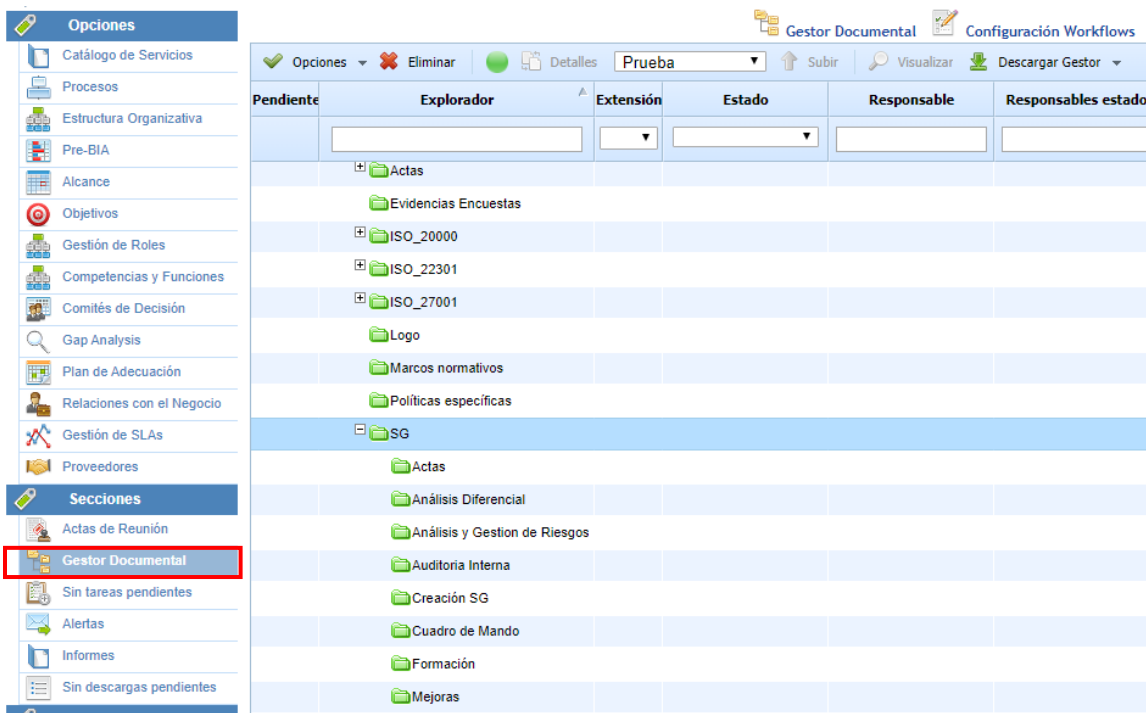 Opciones
Catálogo de Servicios
Procesos
Estructura Organizativa
Pre-BIA
Alcance
Objetivos
Gestión de Roles
Competencias y Funciones
Comités de Decisión
Gap Analysis
Plan de Adecuación
Relaciones con el Negocio
Gestión de SLAs
Proveedores
Secciones
Actas de Reunión
Gestor Documental
Sin tareas pendientes
Alertas
Informes
Sin descargas pendientes
Gestor Documental Configuración Workflows
Opciones Eliminar Detalles Prueba Subir Visualizar Descargar Gestor
Pendiente Explorador Extensión Estado Responsable Responsables estado
Actas
Evidencias Encuestas
ISO_20000
ISO_22301
ISO_27001
Logo
Marcos normativos
Políticas específicas
SG
Actas
Análisis Diferencial
Análisis y Gestion de Riesgos
Auditoria Interna
Creación SG
Cuadro de Mando
Formación
Mejoras